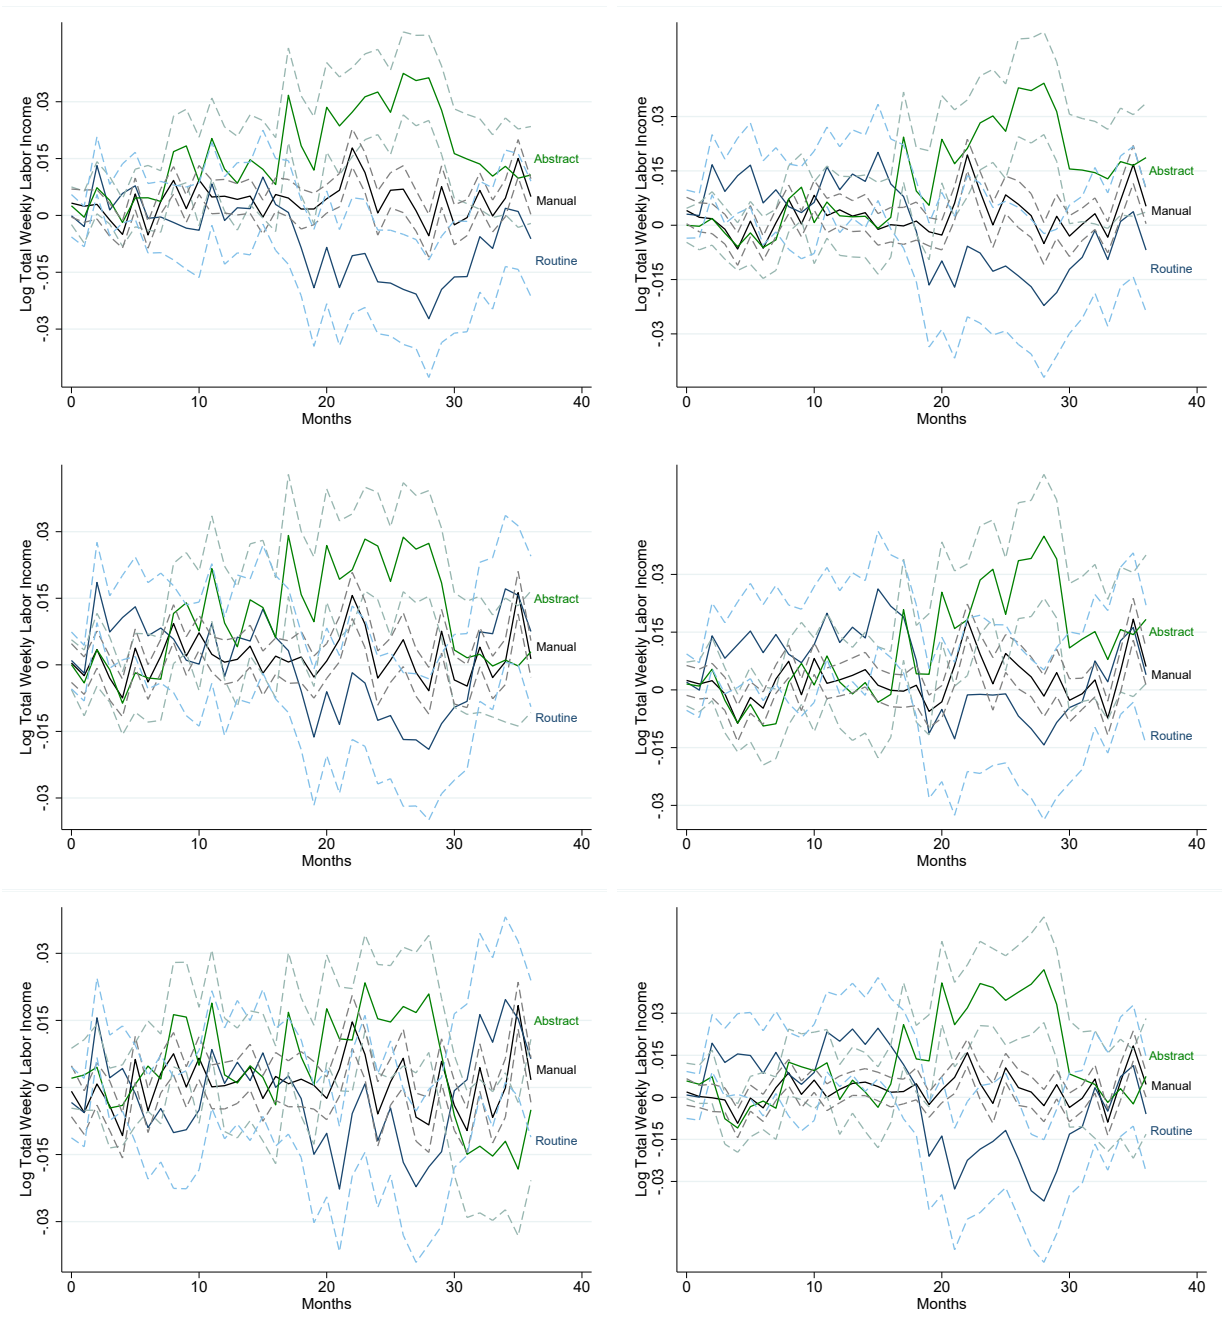 Log Total Weekly Labor Income
.03
.015
0
-.015
-.03
Abstract
Manual
Routine
0 10 20 30 40
Months
Log Total Weekly Labor Income
.03
.015
0
-.015
-.03
Abstract
Manual
Routine
0 10 20 30 40
Months
Log Total Weekly Labor Income
.03
.015
0
-.015
-.03
Abstract
Manual
Routine
0 10 20 30 40
Months
Log Total Weekly Labor Income
.03
.015
0
-.015
-.03
Abstract
Manual
Routine
0 10 20 30 40
Months
Log Total Weekly Labor Income
.03
.015
0
-.015
-.03
Abstract
Manual
Routine
0 10 20 30 40
Months
Log Total Weekly Labor Income
.03
.015
0
-.015
-.03
Abstract
Manual
Routine
0 10 20 30 40
Months